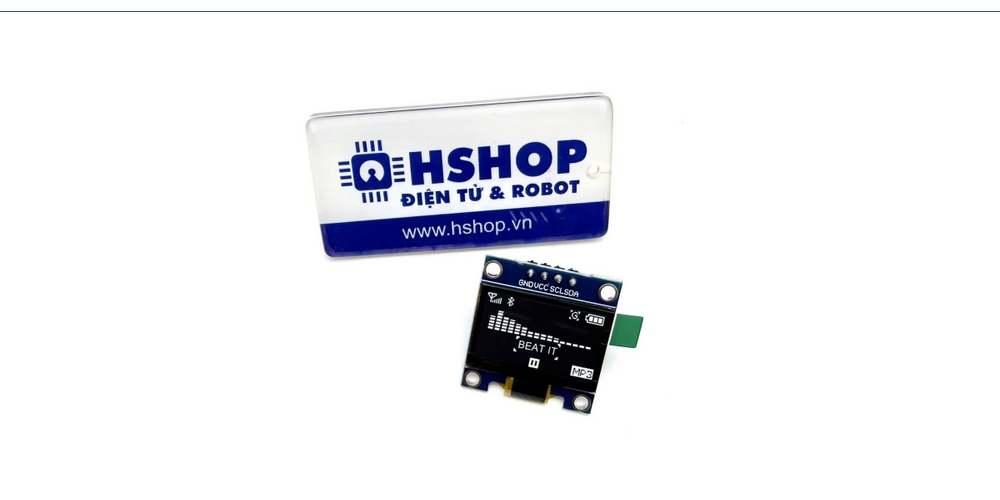 HSHOP
ĐIỆN TỬ & ROBOT
www.hshop.vn
GND VCC SCL SDA
BEAT IT
MP3